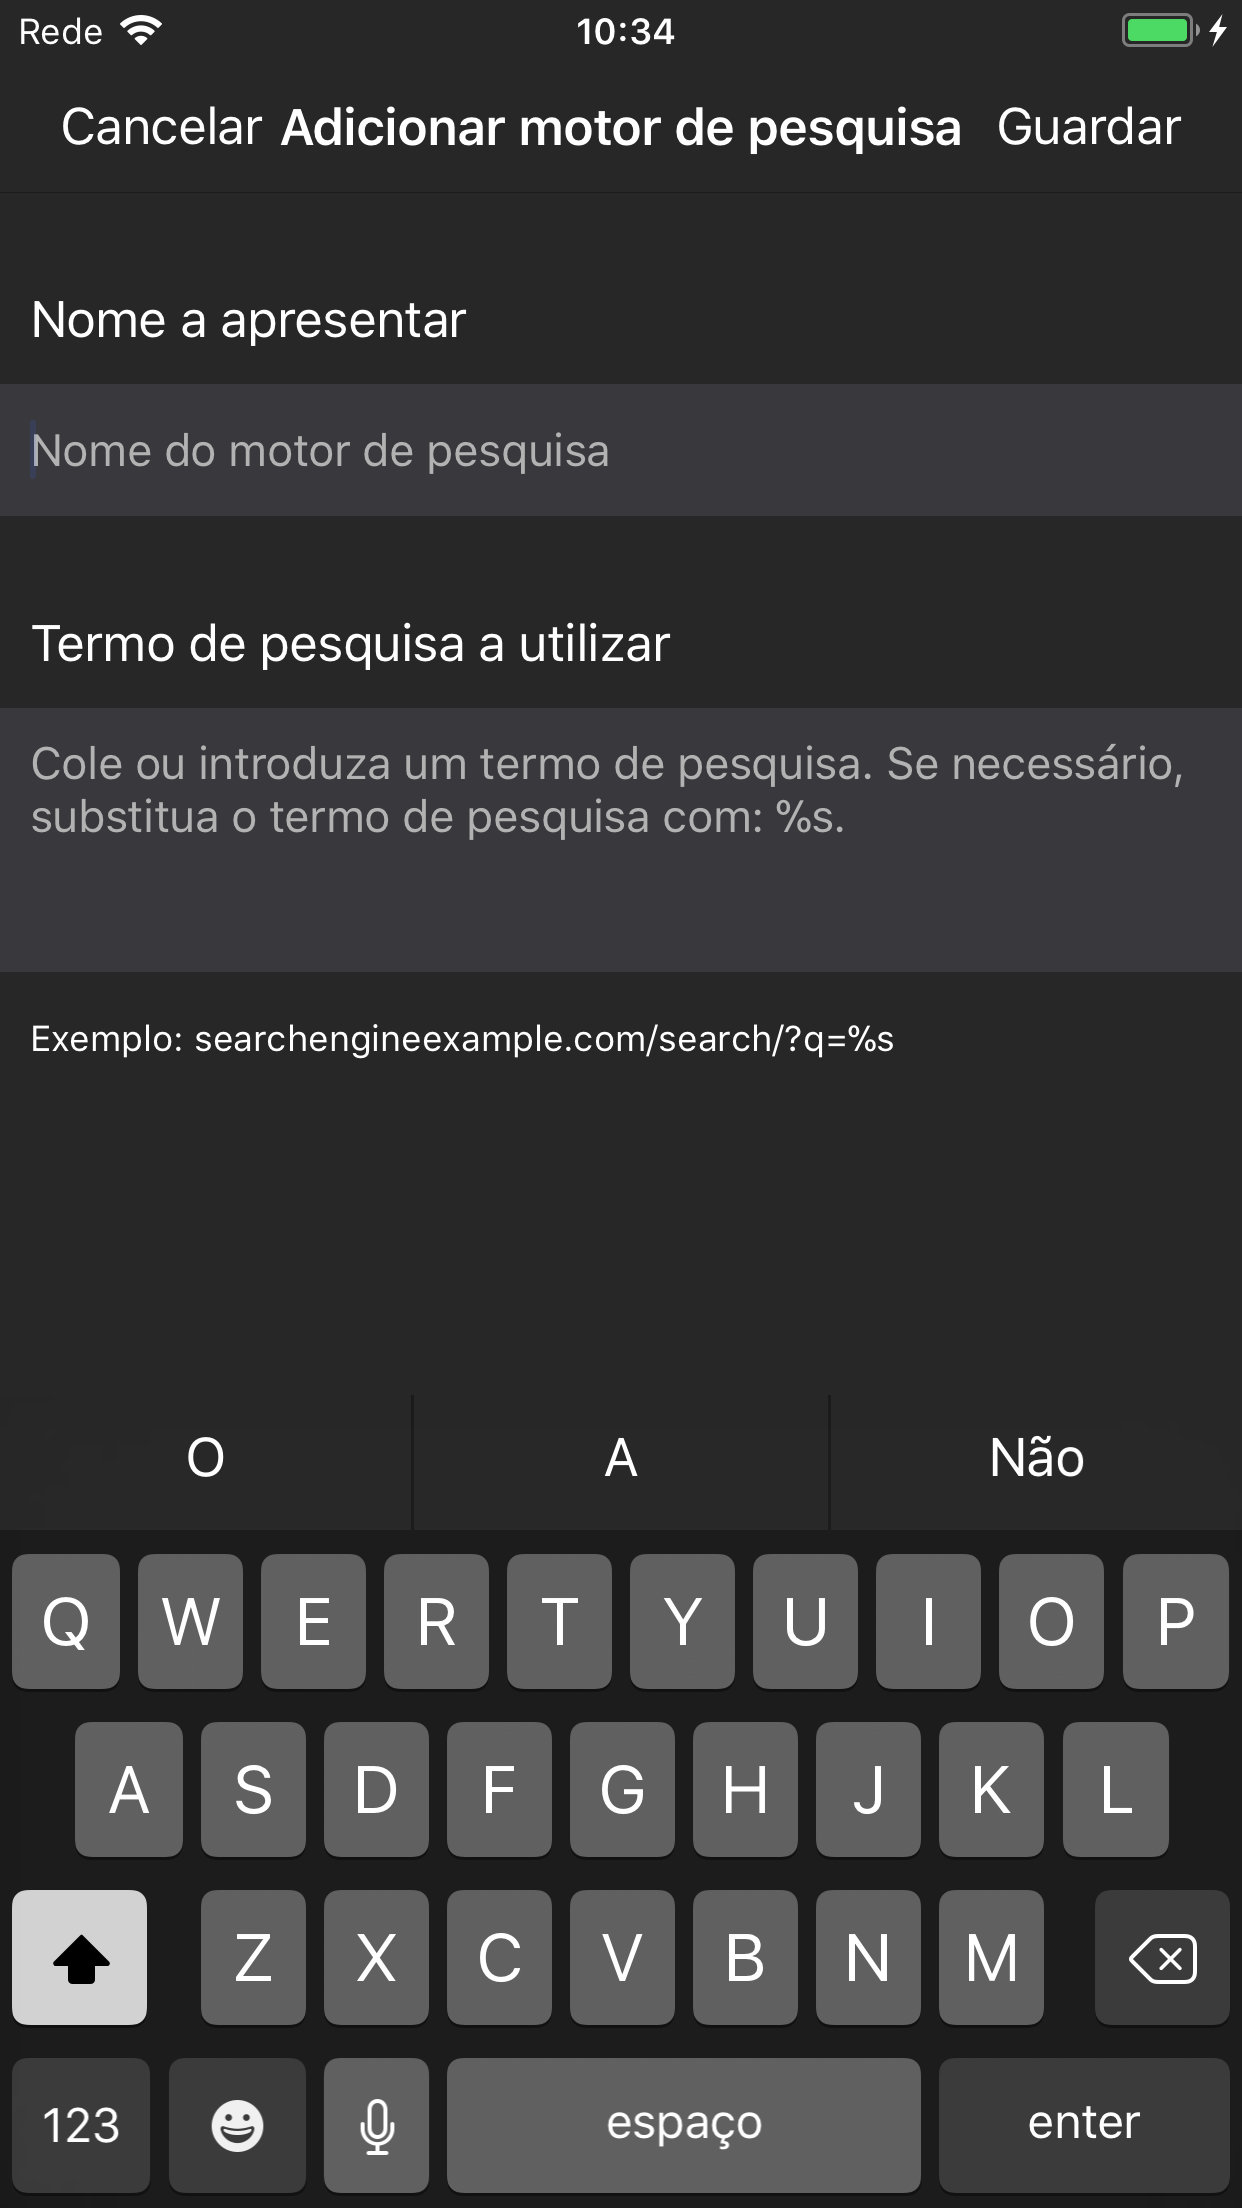 Rede
10:34
Cancelar Adicionar motor de pesquisa Guardar
Nome a apresentar
Nome do motor de pesquisa
Termo de pesquisa a utilizar
Cole ou introduza um termo de pesquisa. Se necessário,
substitua o termo de pesquisa com: %s.
Exemplo: searchengineexample.com/search/?q=%s
O A Não
Q W E R T Y U I O P
A S D F G H J K L
Z X C V B N M
123 espaço enter